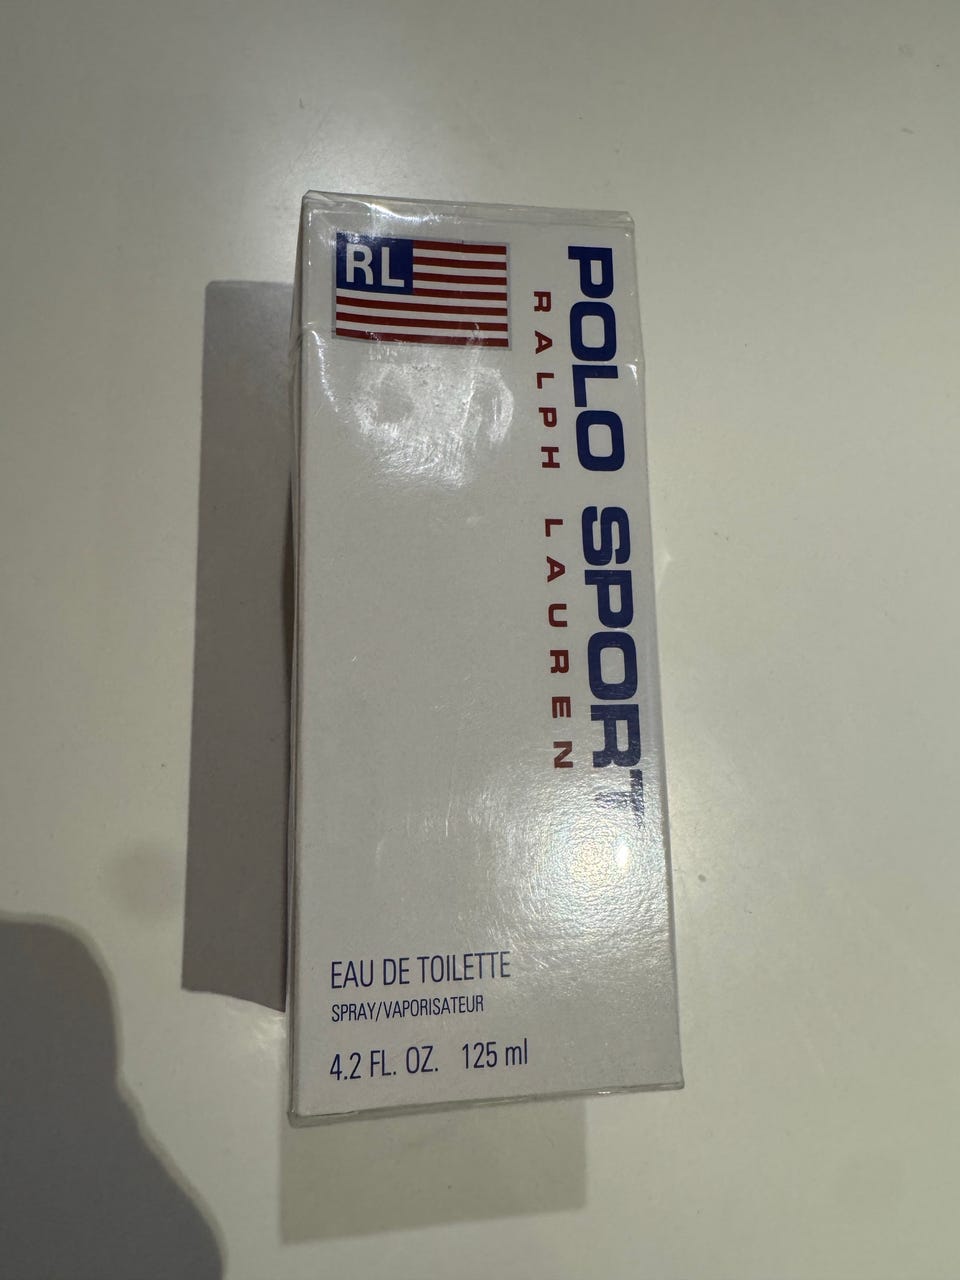 RL
POLO SPORT
RALPH LAUREN
EAU DE TOILETTE
SPRAY/VAPORISATEUR
4.2 FL. OZ. 125 ml